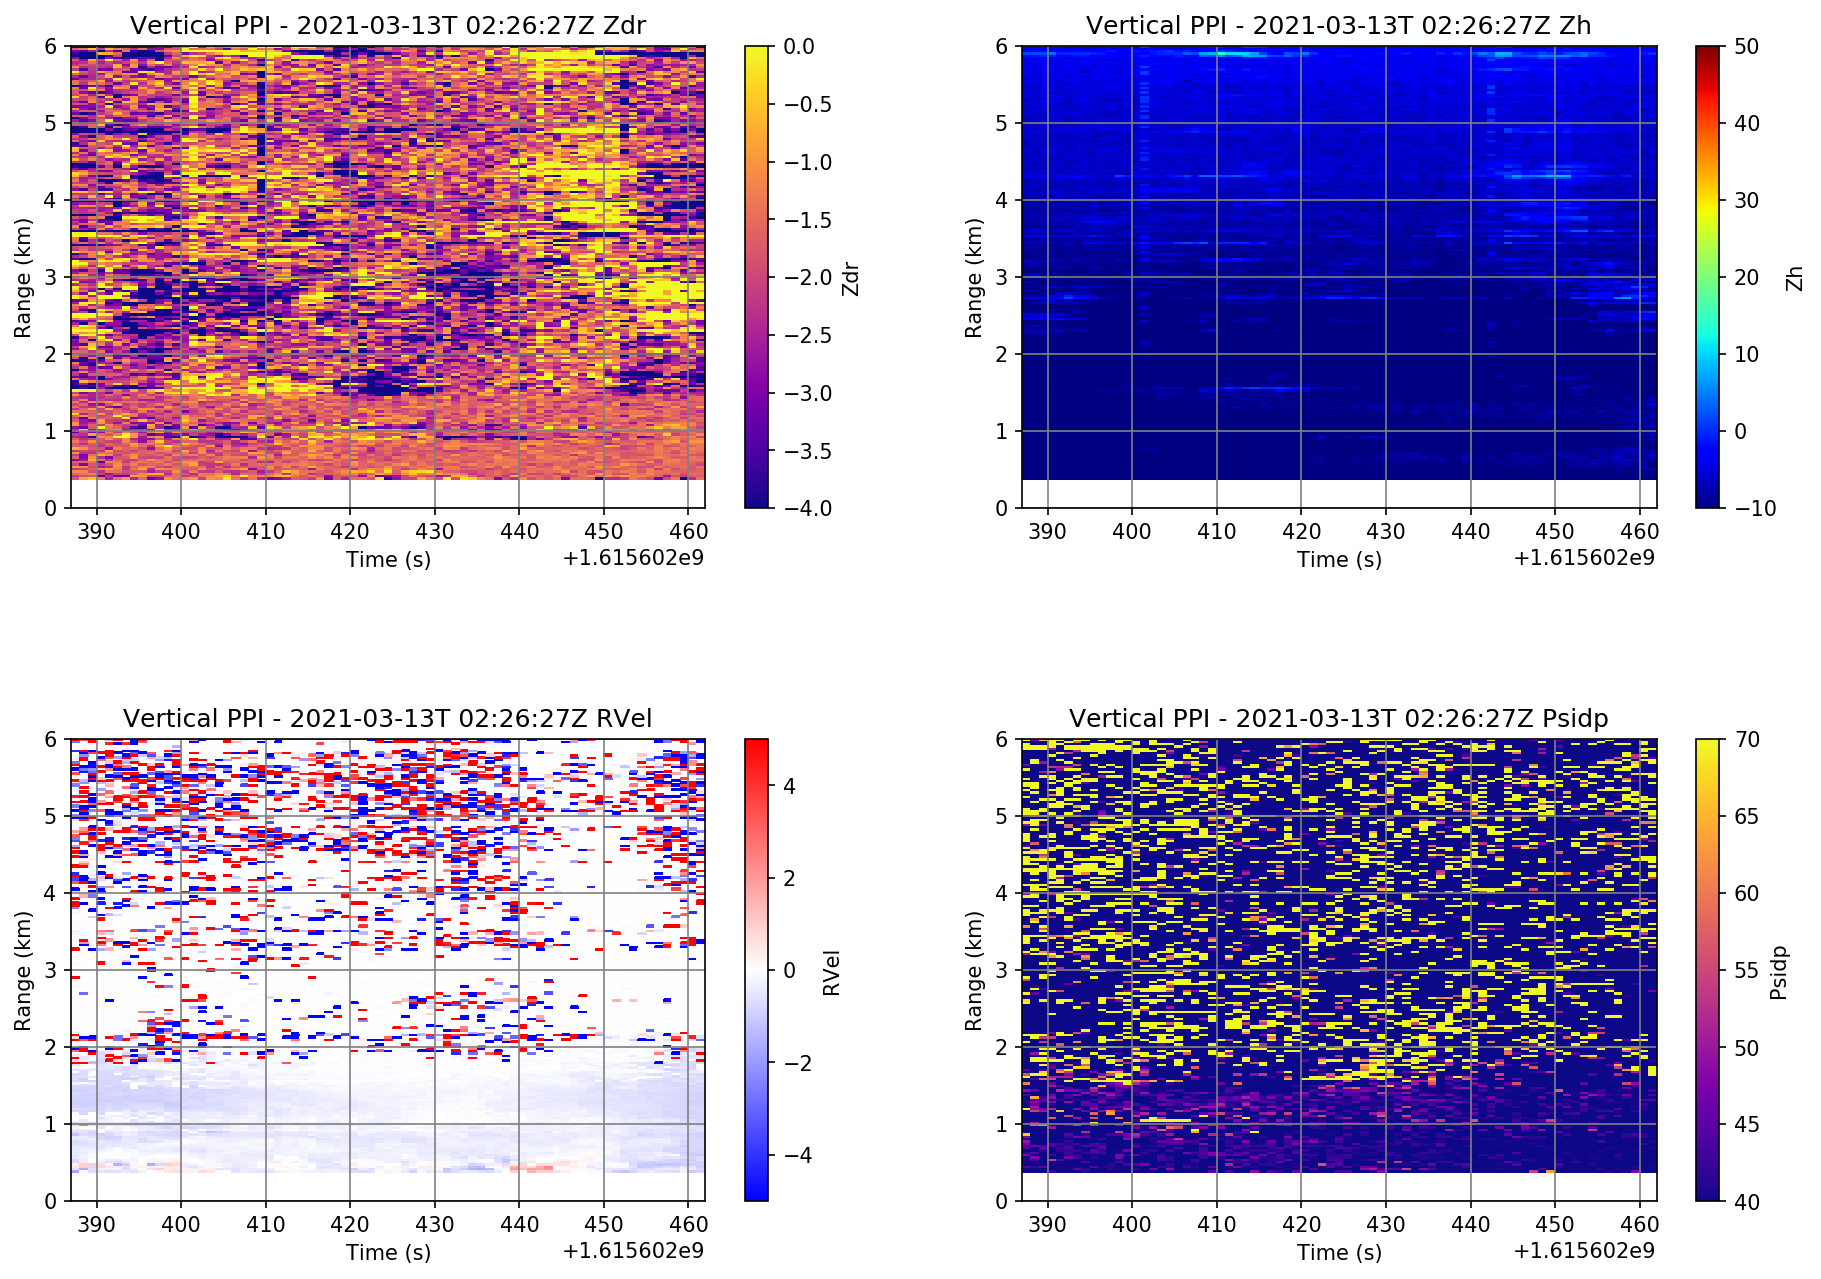 Vertical PPI - 2021-03-13T 02:26:27Z Zdr
6
5
4
3
2
1
0
Range (km)
390 400 410 420 430 440 450 460
Time (s)
+1.615602e9
0.0
−0.5
−1.0
−1.5
−2.0
−2.5
−3.0
−3.5
−4.0
Zdr
Vertical PPI - 2021-03-13T 02:26:27Z Zh
6
5
4
3
2
1
0
Range (km)
390 400 410 420 430 440 450 460
Time (s)
+1.615602e9
50
40
30
20
10
0
−10
Zh
Vertical PPI - 2021-03-13T 02:26:27Z RVel
6
5
4
3
2
1
0
Range (km)
390 400 410 420 430 440 450 460
Time (s)
+1.615602e9
4
2
0
−2
−4
RVel
Vertical PPI - 2021-03-13T 02:26:27Z Psidp
6
5
4
3
2
1
0
Range (km)
390 400 410 420 430 440 450 460
Time (s)
+1.615602e9
70
65
60
55
50
45
40
Psidp